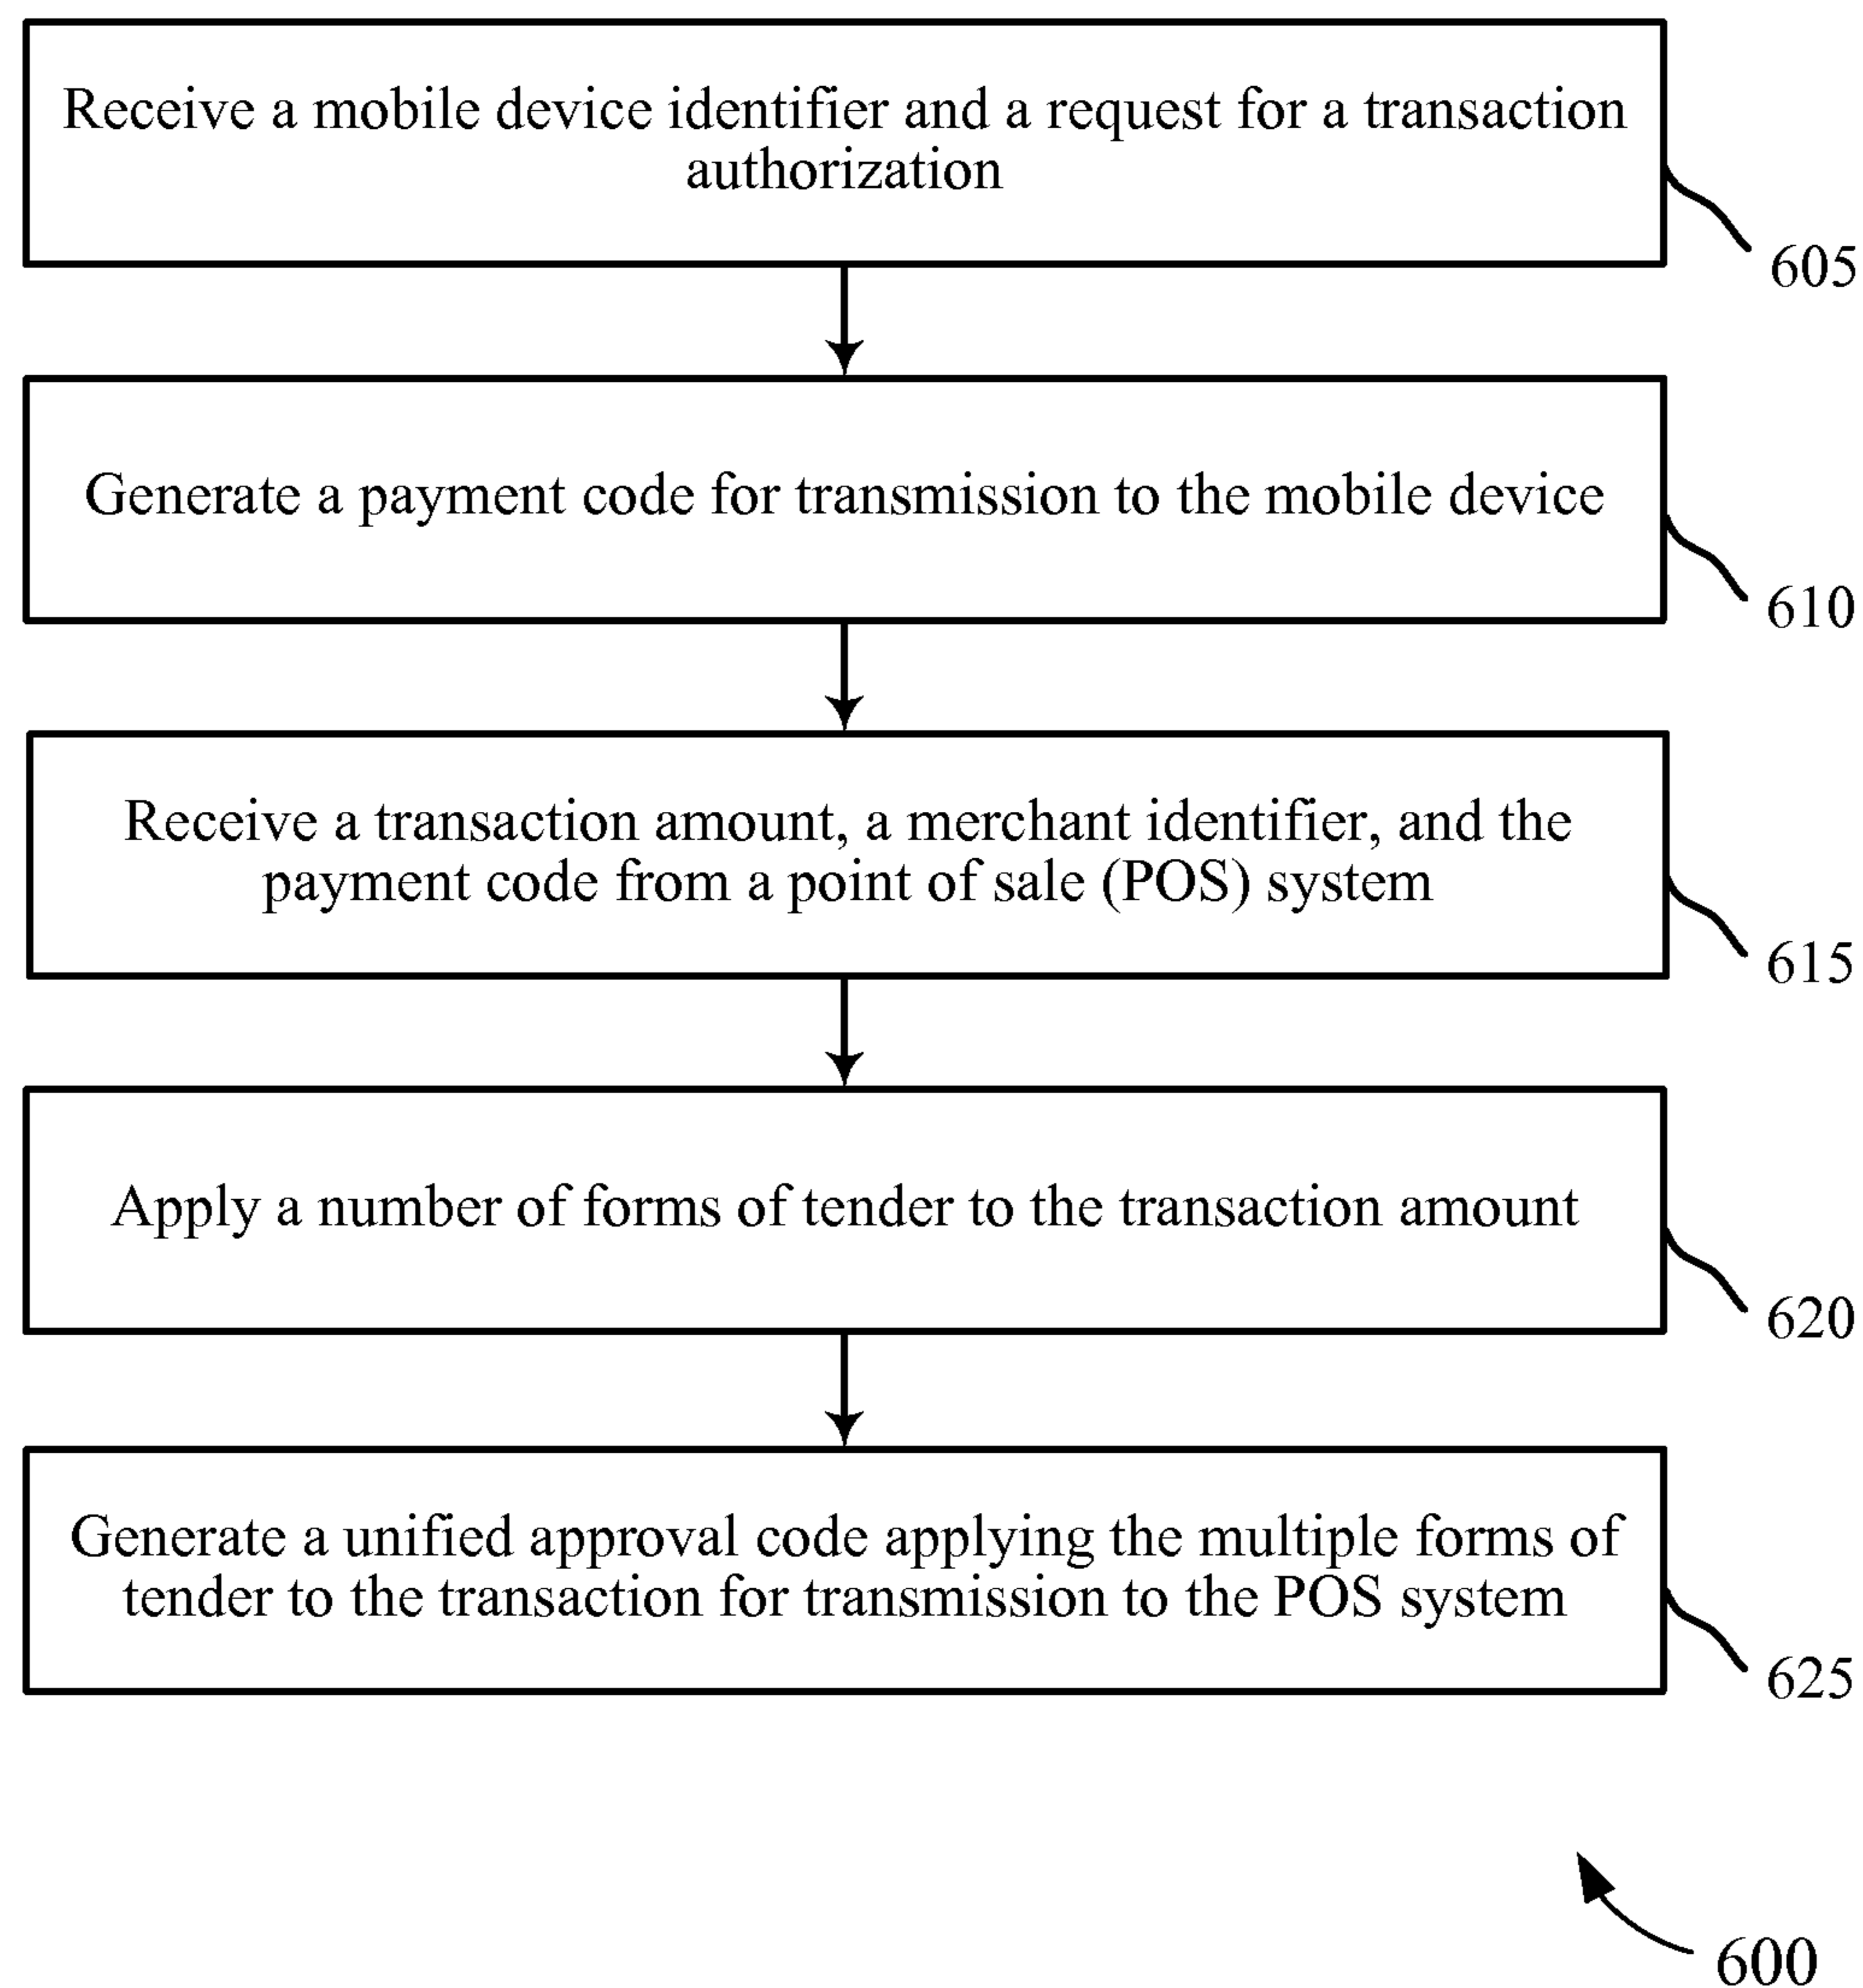 Receive a mobile device identifier and a request for a transaction
authorization
605
Generate a payment code for transmission to the mobile device
610
Receive a transaction amount, a merchant identifier, and the
payment code from a point of sale (POS) system
615
Apply a number of forms of tender to the transaction amount
620
Generate a unified approval code applying the multiple forms of
tender to the transaction for transmission to the POS system
625
600